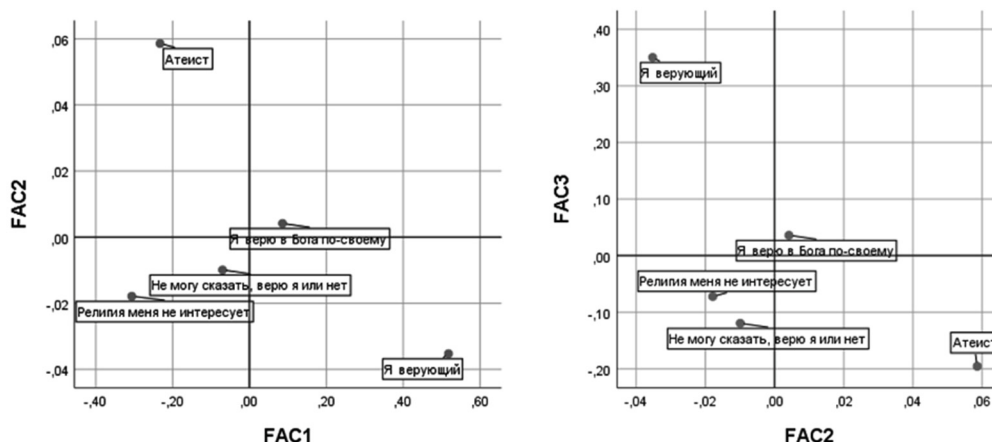 ,06
Атеист
,04
,02
FAC2
,00
Я верю в Бога по-своему
Не могу сказать, верю я или нет
-,02
Религия меня не интересует
-,04
Я верующий
-,40
-,20
,00
,20
,40
,60
FAC1
,40
Я верующий
,30
,20
FAC3
,10
Я верю в Бога по-своему
,00
Религия меня не интересует
-,10
Не могу сказать, верю я или нет
Атеист
-,20
-,04
-,02
,00
,02
,04
,06
FAC2